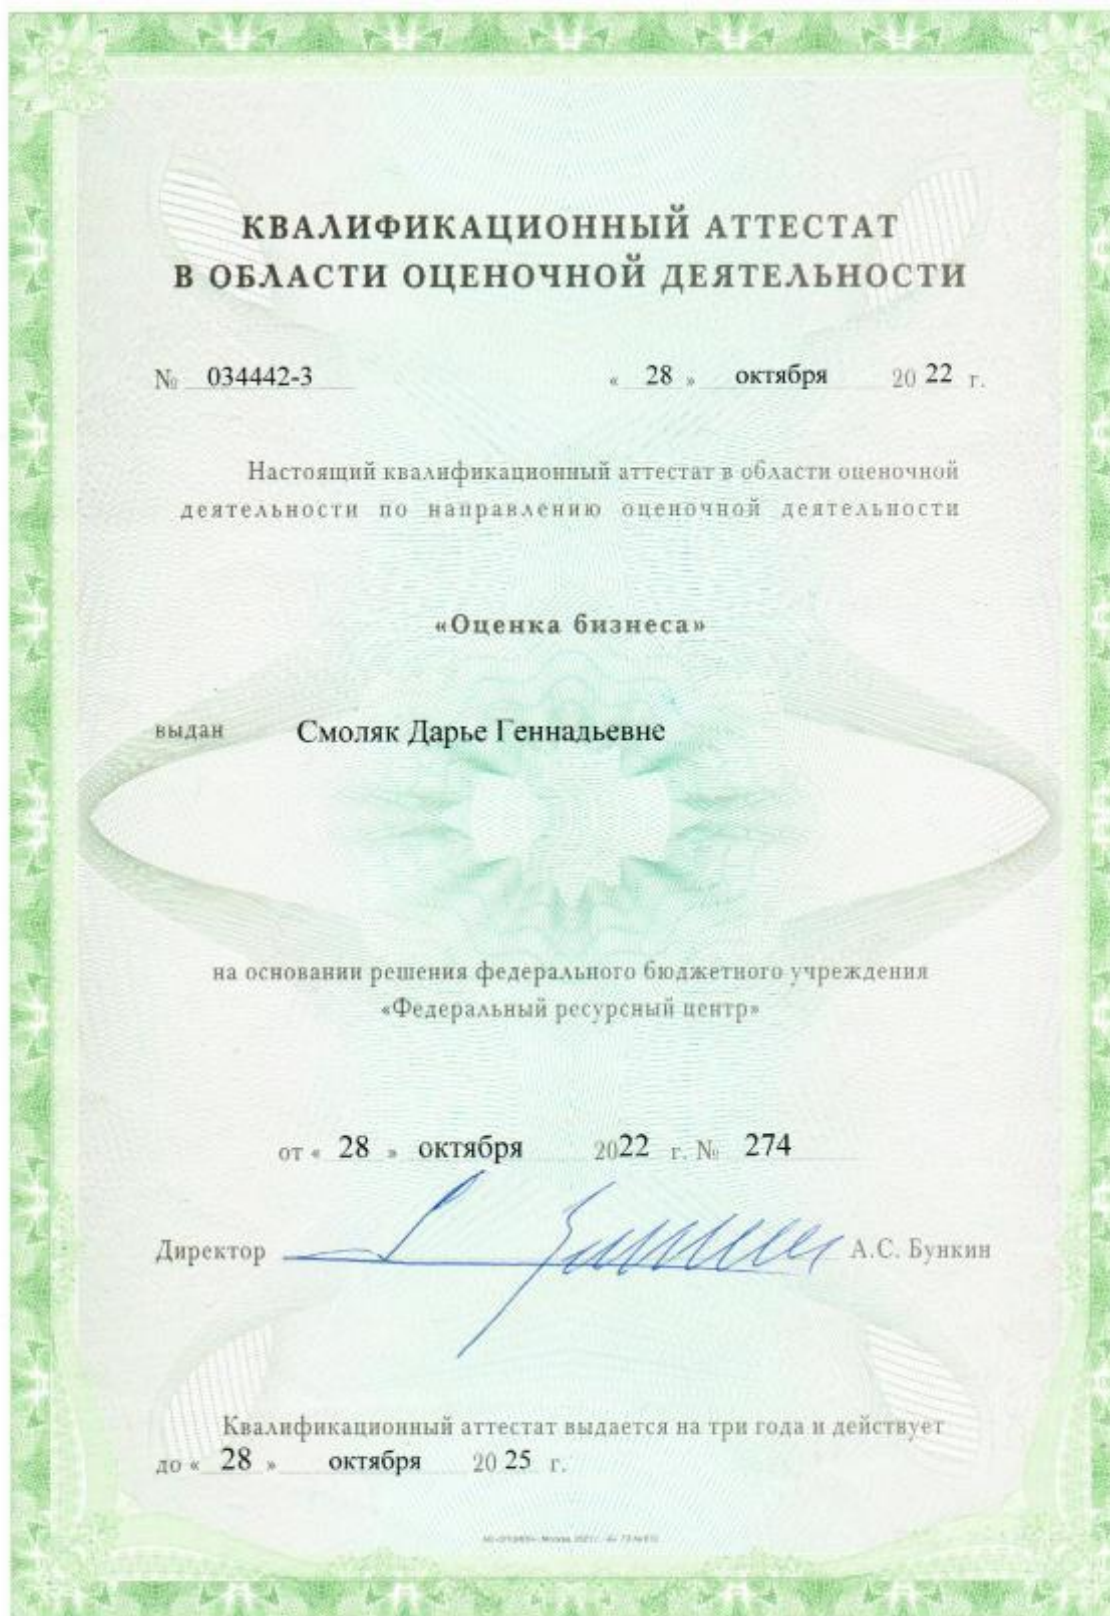 КВАЛИФИКАЦИОННЫЙ АТТЕСТАТ
В ОБЛАСТИ ОЦЕНОЧНОЙ ДЕЯТЕЛЬНОСТИ
№ 034442-3 « 28 » октября 20 22 г.
Настоящий квалификационный аттестат в области оценочной
деятельности по направлению оценочной деятельности
«Оценка бизнеса»
выдан Смоляк Дарье Геннадьевне
на основании решения федерального бюджетного учреждения
«Федеральный ресурсный центр»
от « 28 » октября 2022 г. № 274
Директор А.С. Бункин
Квалификационный аттестат выдается на три года и действует
до « 28 » октября 20 25 г.